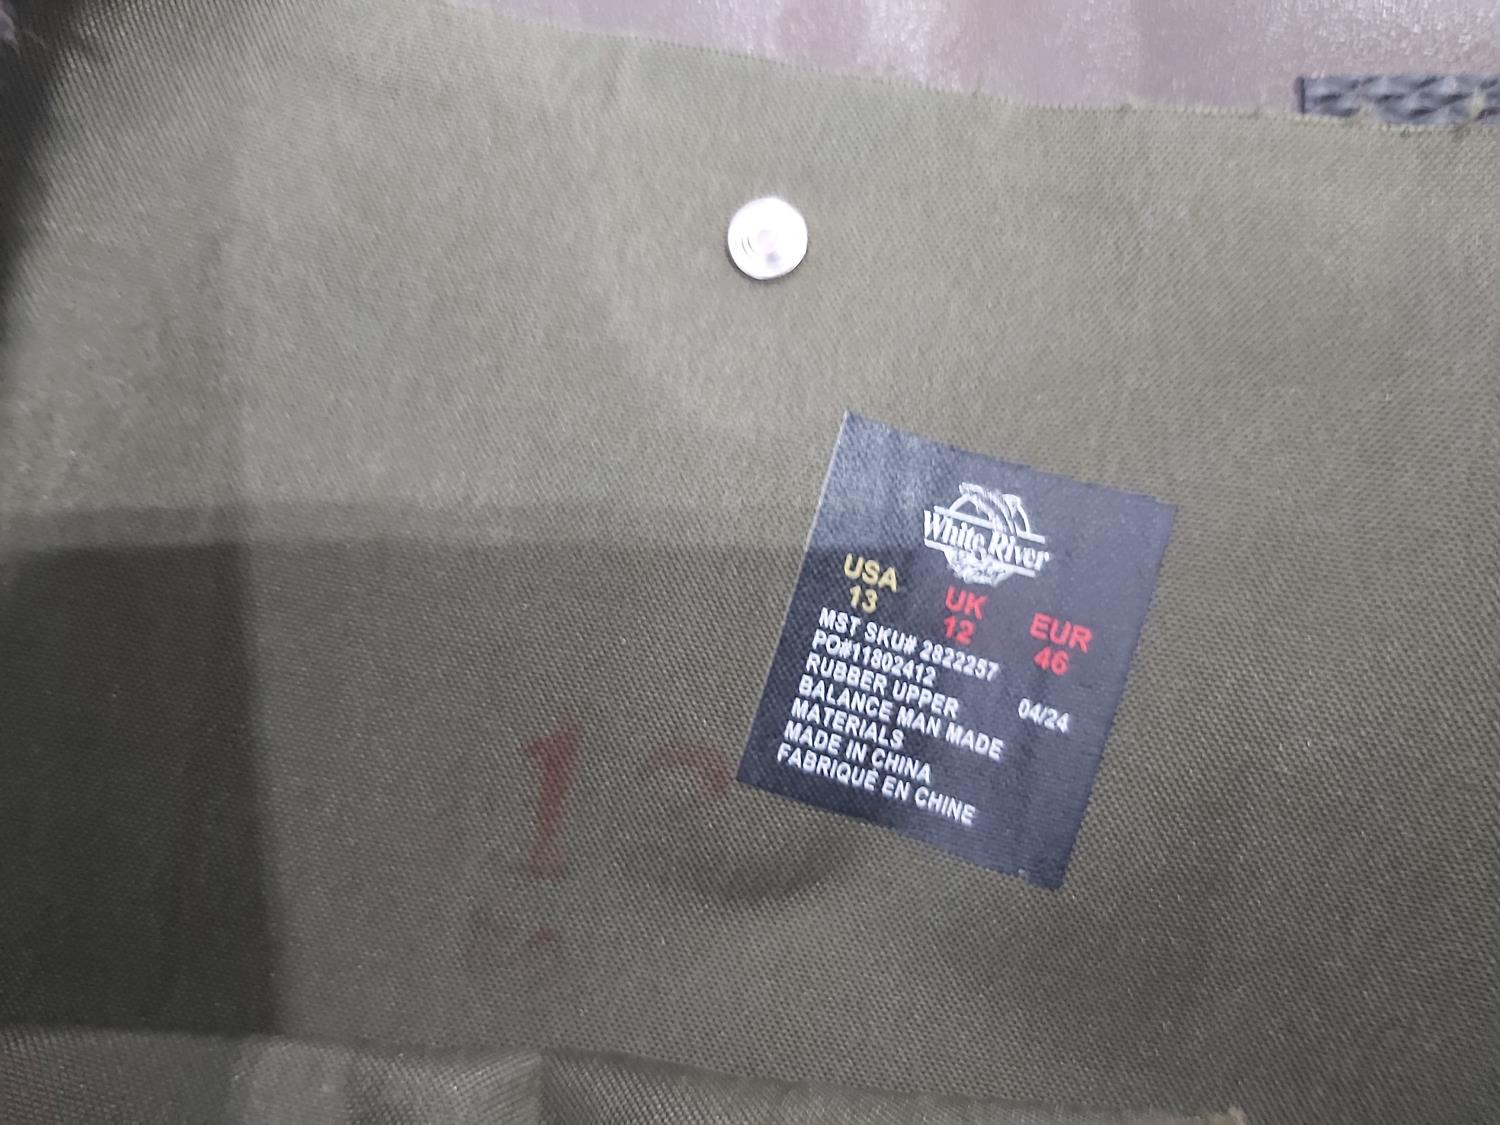 White River
USA UK EUR
13 12 46
MST SKU# 2822257
PO#11802412
RUBBER UPPER 04/24
BALANCE MAN MADE
MATERIALS
MADE IN CHINA
FABRIQUÉ EN CHINE